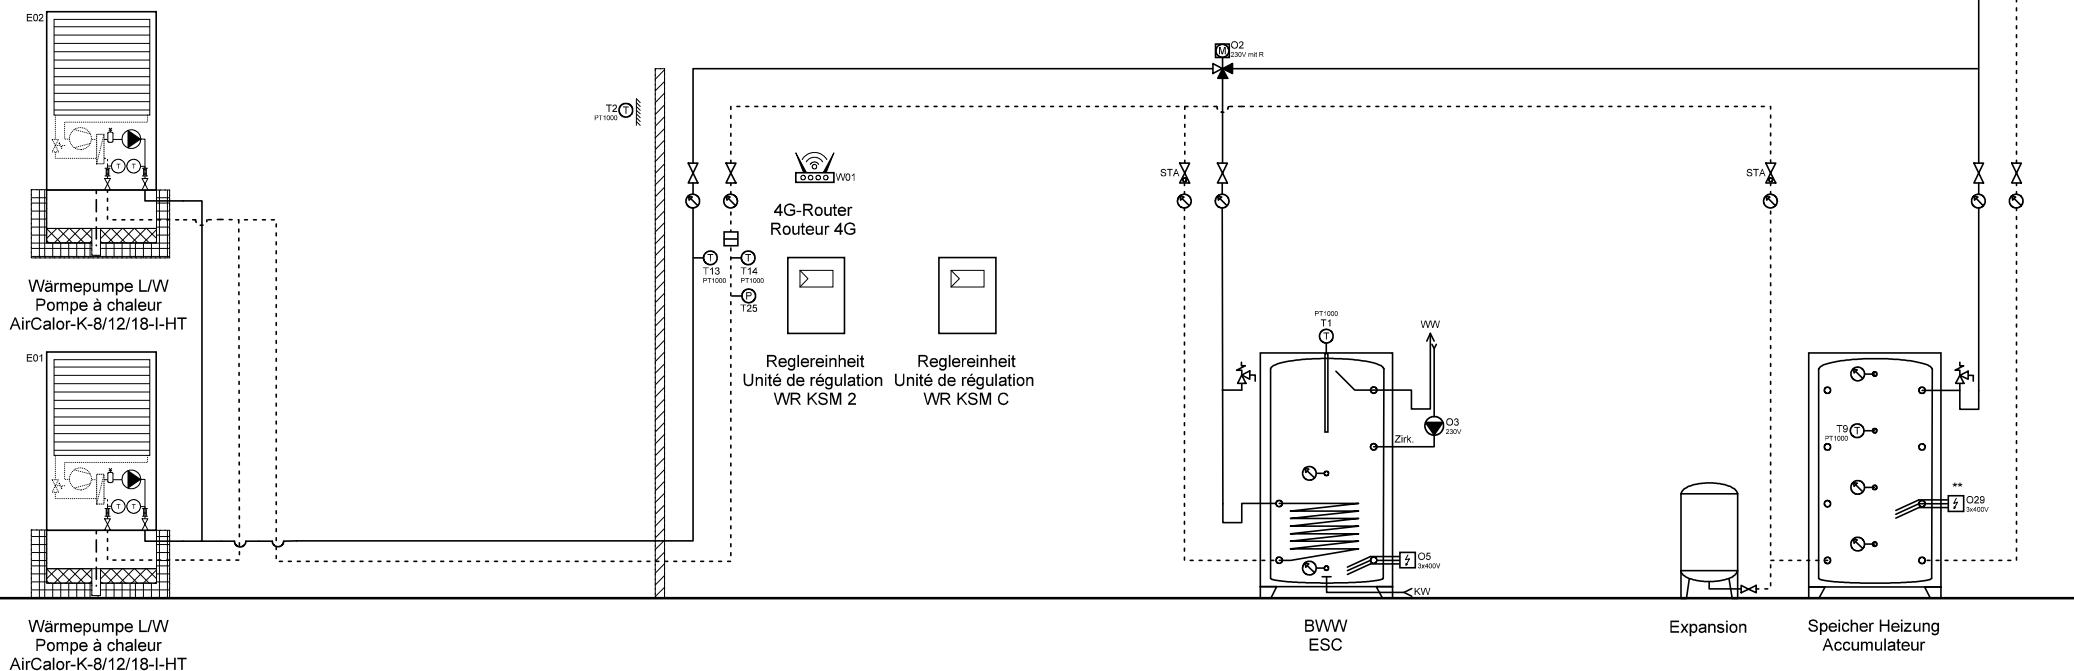 E02
Wärmepumpe L/W
Pompe à chaleur
AirCalor-K-8/12/18-I-HT
E01
Wärmepumpe L/W
Pompe à chaleur
AirCalor-K-8/12/18-I-HT
T
T
T
T
T2
PT1000
T
W01
4G-Router
Routeur 4G
T
T13
PT1000
T
T14
PT1000
P
T25
Reglereinheit
Unité de régulation
WR KSM 2
Reglereinheit
Unité de régulation
WR KSM C
M
O2
230V mit R
STA
STA
PT1000
T1
T
WW
O3
230V
Zirk.
O5
3x400V
KW
BWW
ESC
Expansion
T9
PT1000
T
**
O29
3x400V
Speicher Heizung
Accumulateur